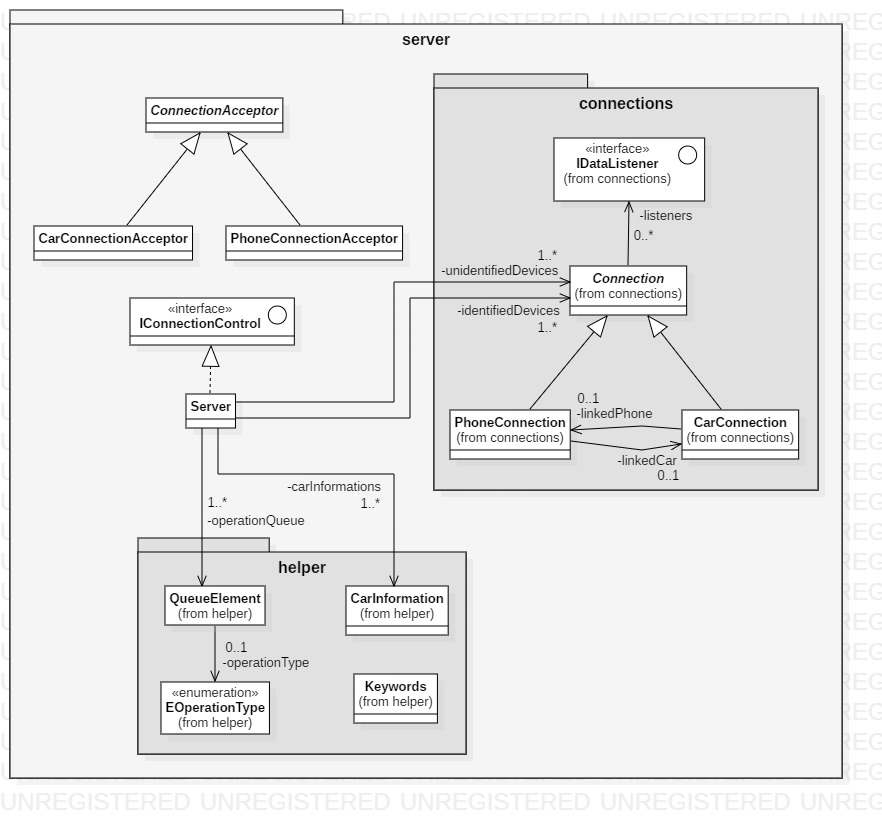 server
ConnectionAcceptor
CarConnectionAcceptor
PhoneConnectionAcceptor
«interface»
IConnectionControl
Server
connections
«interface»
IDataListener
(from connections)
-listeners
0..*
1..*
-unidentifiedDevices
Connection
(from connections)
-identifiedDevices
1..*
0..1
-linkedPhone
PhoneConnection
(from connections)
CarConnection
(from connections)
-linkedCar
0..1
-carInformations
1..*
1..*
-operationQueue
helper
QueueElement
(from helper)
CarInformation
(from helper)
0..1
-operationType
«enumeration»
EOperationType
(from helper)
Keywords
(from helper)
UNREGISTERED UNREGISTERED UNREGISTERED UNREGISTERED UNREG